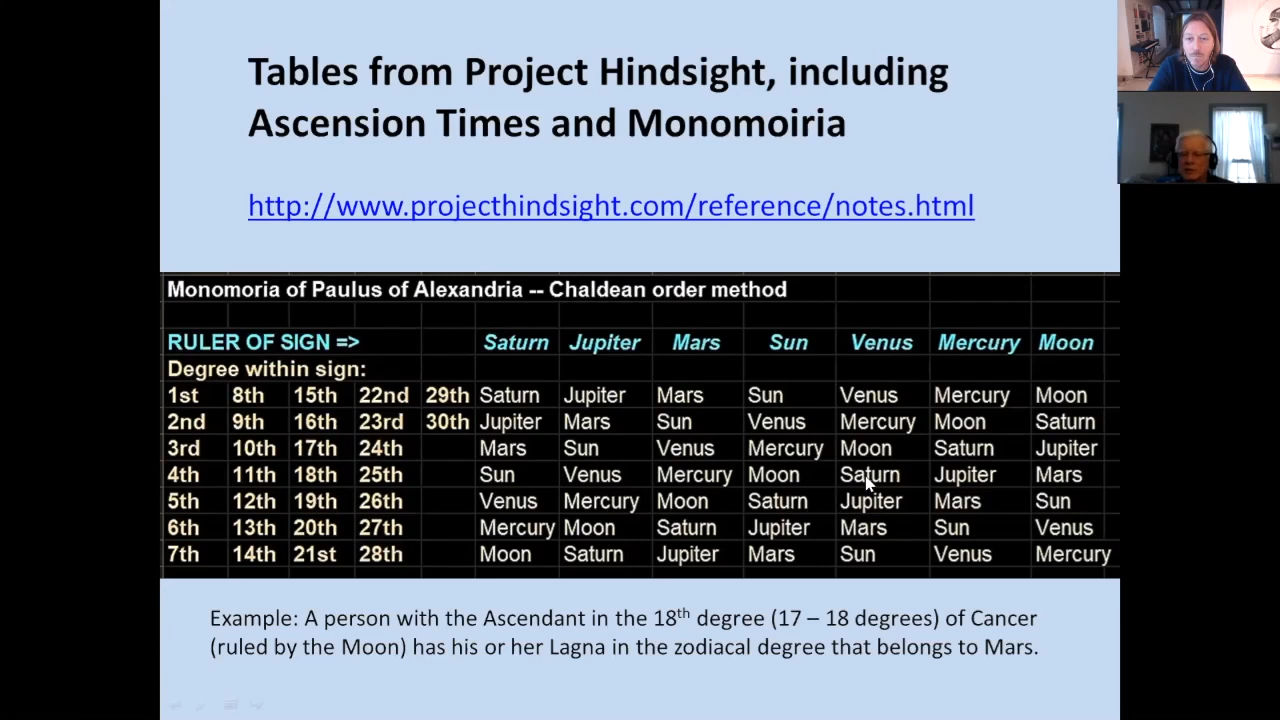 Tables from Project Hindsight, including
Ascension Times and Monomoiria
http://www.projecthindsight.com/reference/notes.html
Monomoria of Paulus of Alexandria -- Chaldean order method
RULER OF SIGN => Saturn Jupiter Mars Sun Venus Mercury Moon
Degree within sign:
1st 8th 15th 22nd 29th Saturn Jupiter Mars Sun Venus Mercury Moon
2nd 9th 16th 23rd 30th Jupiter Mars Sun Venus Mercury Moon Saturn
3rd 10th 17th 24th Mars Sun Venus Mercury Moon Saturn Jupiter
4th 11th 18th 25th Sun Venus Mercury Moon Saturn Jupiter Mars
5th 12th 19th 26th Venus Mercury Moon Saturn Jupiter Mars Sun
6th 13th 20th 27th Mercury Moon Saturn Jupiter Mars Sun Venus
7th 14th 21st 28th Moon Saturn Jupiter Mars Sun Venus Mercury
Example: A person with the Ascendant in the 18th degree (17 – 18 degrees) of Cancer
(ruled by the Moon) has his or her Lagna in the zodiacal degree that belongs to Mars.